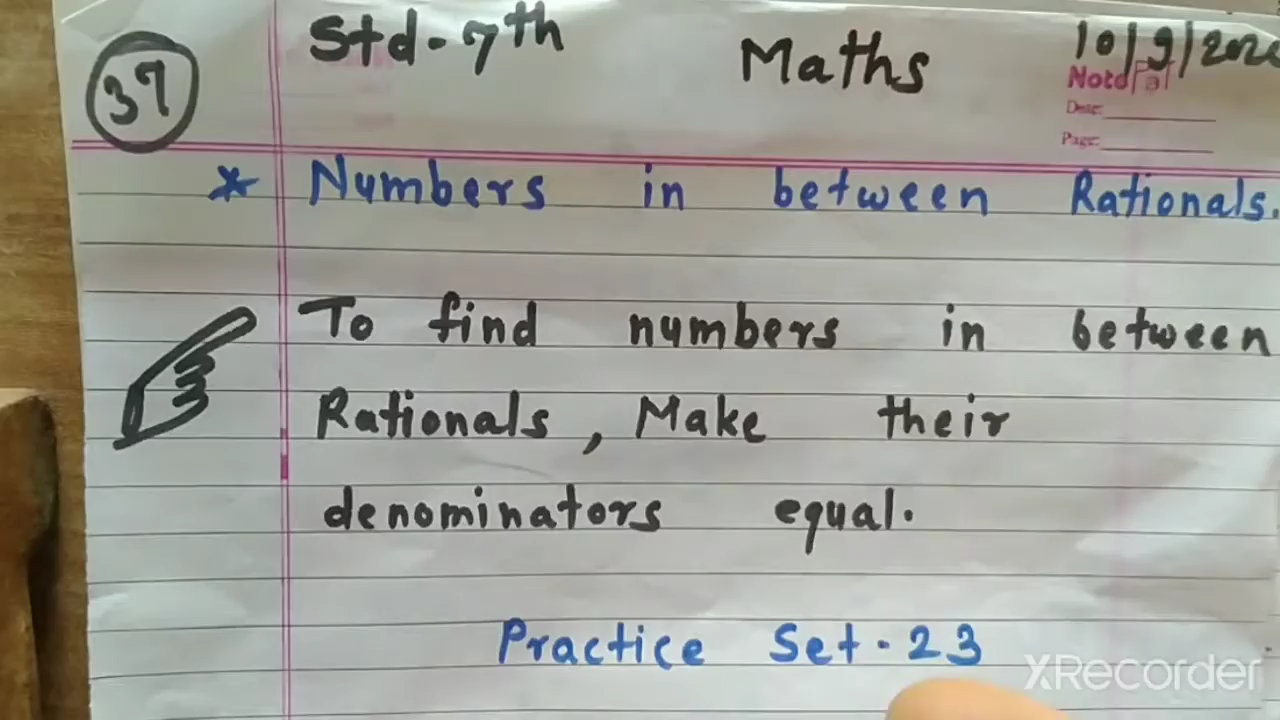 37 Std-7th Maths 10/9/202
Date:
Page:
* Numbers in between Rationals.
To find numbers in between
Rationals, Make their
denominators equal.
Practice Set-23
XRecorder